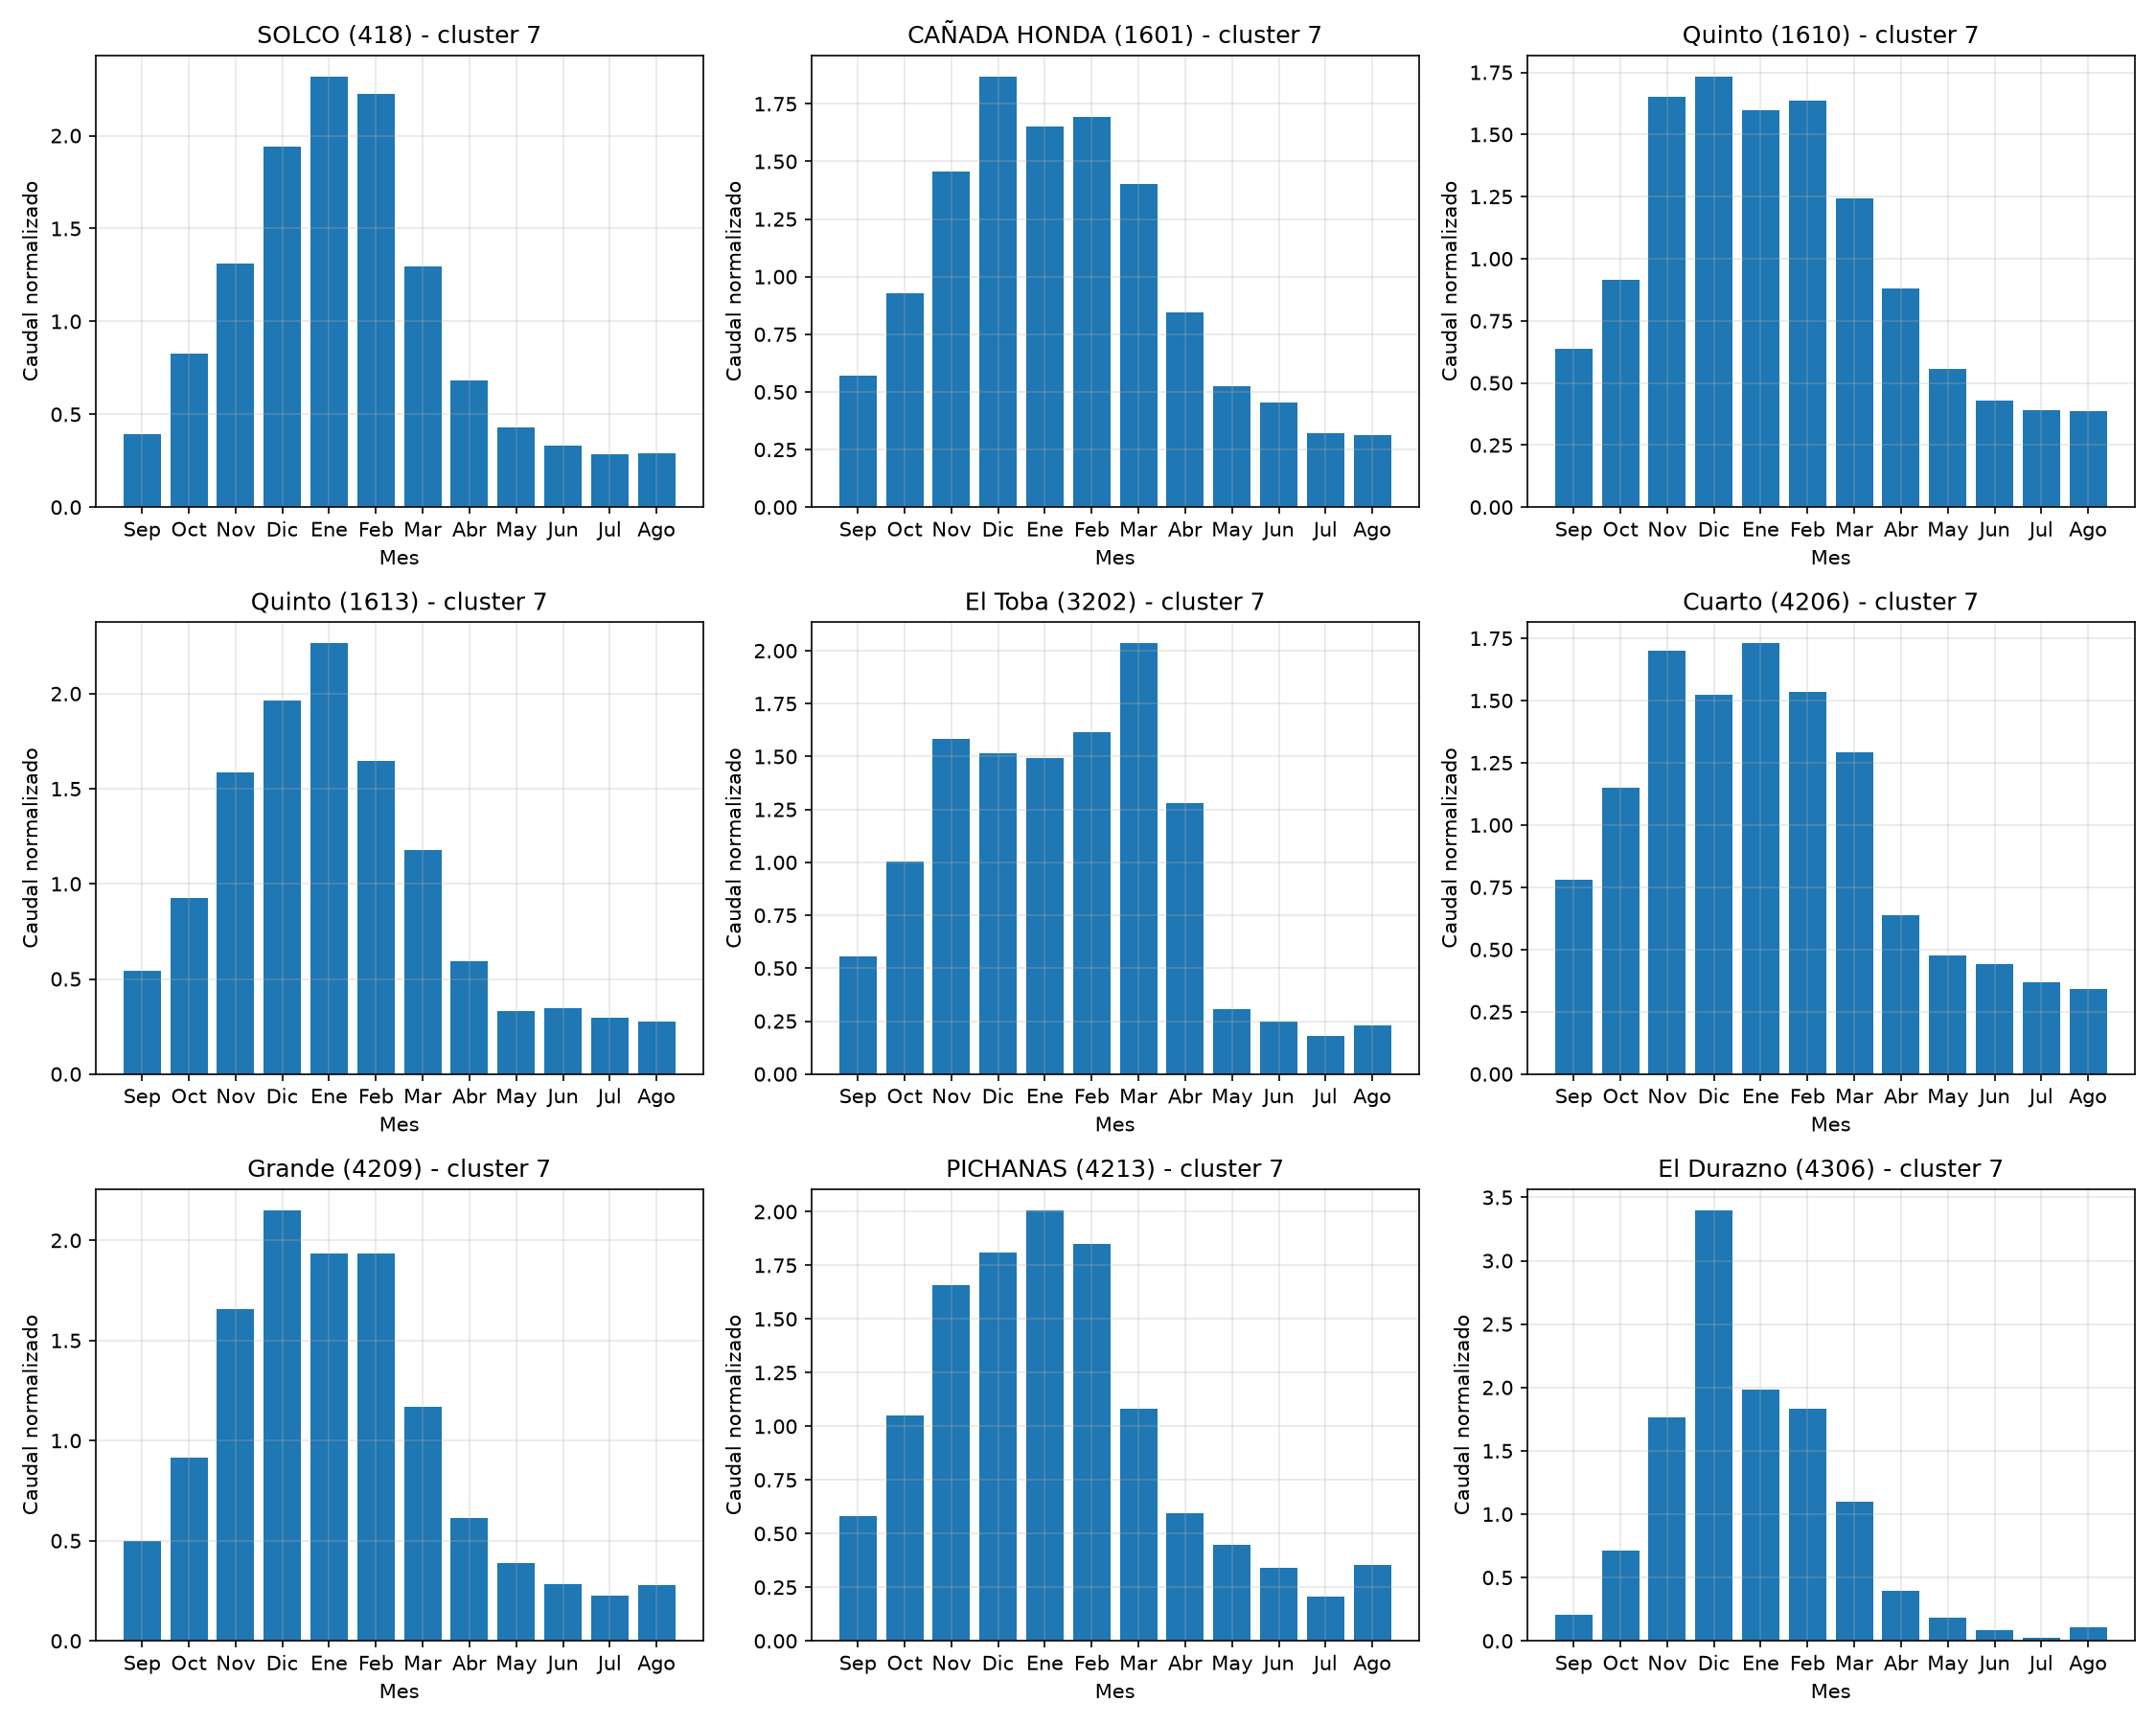 SOLCO (418) - cluster 7
Caudal normalizado
2.0
1.5
1.0
0.5
0.0
Sep Oct Nov Dic Ene Feb Mar Abr May Jun Jul Ago
Mes
CAÑADA HONDA (1601) - cluster 7
Caudal normalizado
1.75
1.50
1.25
1.00
0.75
0.50
0.25
0.00
Sep Oct Nov Dic Ene Feb Mar Abr May Jun Jul Ago
Mes
Quinto (1610) - cluster 7
Caudal normalizado
1.75
1.50
1.25
1.00
0.75
0.50
0.25
0.00
Sep Oct Nov Dic Ene Feb Mar Abr May Jun Jul Ago
Mes
Quinto (1613) - cluster 7
Caudal normalizado
2.0
1.5
1.0
0.5
0.0
Sep Oct Nov Dic Ene Feb Mar Abr May Jun Jul Ago
Mes
El Toba (3202) - cluster 7
Caudal normalizado
2.00
1.75
1.50
1.25
1.00
0.75
0.50
0.25
0.00
Sep Oct Nov Dic Ene Feb Mar Abr May Jun Jul Ago
Mes
Cuarto (4206) - cluster 7
Caudal normalizado
1.75
1.50
1.25
1.00
0.75
0.50
0.25
0.00
Sep Oct Nov Dic Ene Feb Mar Abr May Jun Jul Ago
Mes
Grande (4209) - cluster 7
Caudal normalizado
2.0
1.5
1.0
0.5
0.0
Sep Oct Nov Dic Ene Feb Mar Abr May Jun Jul Ago
Mes
PICHANAS (4213) - cluster 7
Caudal normalizado
2.00
1.75
1.50
1.25
1.00
0.75
0.50
0.25
0.00
Sep Oct Nov Dic Ene Feb Mar Abr May Jun Jul Ago
Mes
El Durazno (4306) - cluster 7
Caudal normalizado
3.5
3.0
2.5
2.0
1.5
1.0
0.5
0.0
Sep Oct Nov Dic Ene Feb Mar Abr May Jun Jul Ago
Mes